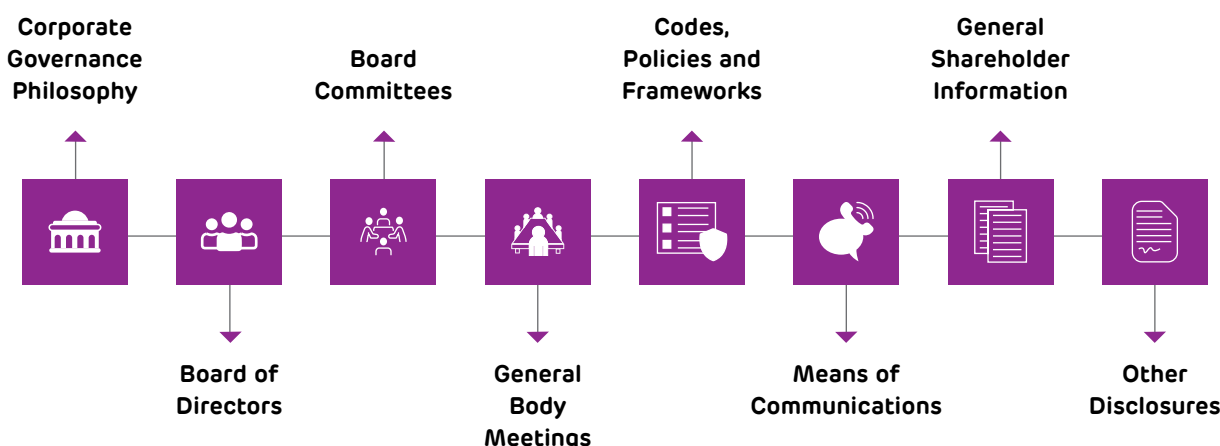 Corporate
Governance
Philosophy
Board
Committees
Codes,
Policies and
Frameworks
General
Shareholder
Information
Board of
Directors
General
Body
Meetings
Means of
Communications
Other
Disclosures